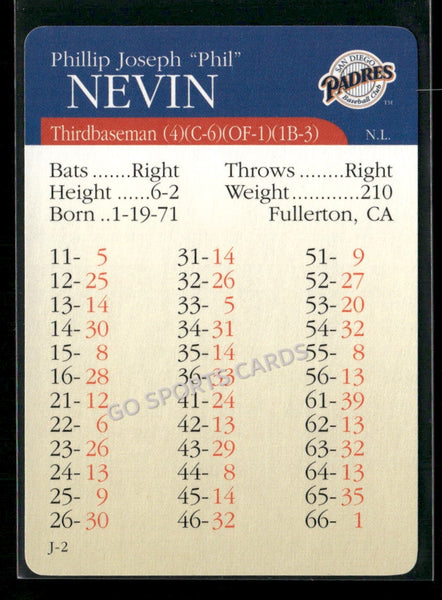 Phillip Joseph "Phil"
NEVIN
SAN DIEGO
PADRES
Baseball Club
TM
Thirdbaseman (4)(C-6)(OF-1)(1B-3) N.L.
Bats .......Right Throws ........Right
Height ......6-2 Weight............210
Born ..1-19-71 Fullerton, CA
11- 5 31-14 51- 9
12-25 32-26 52-27
13-14 33- 5 53-20
14-30 34-31 54-32
15- 8 35-14 55- 8
16-28 36-33 56-13
21-12 41-24 61-39
22- 6 42-13 62-13
23-26 43-29 63-32
24-13 44- 8 64-13
25- 9 45-14 65-35
26-30 46-32 66- 1
GO SPORTS CARDS
J-2